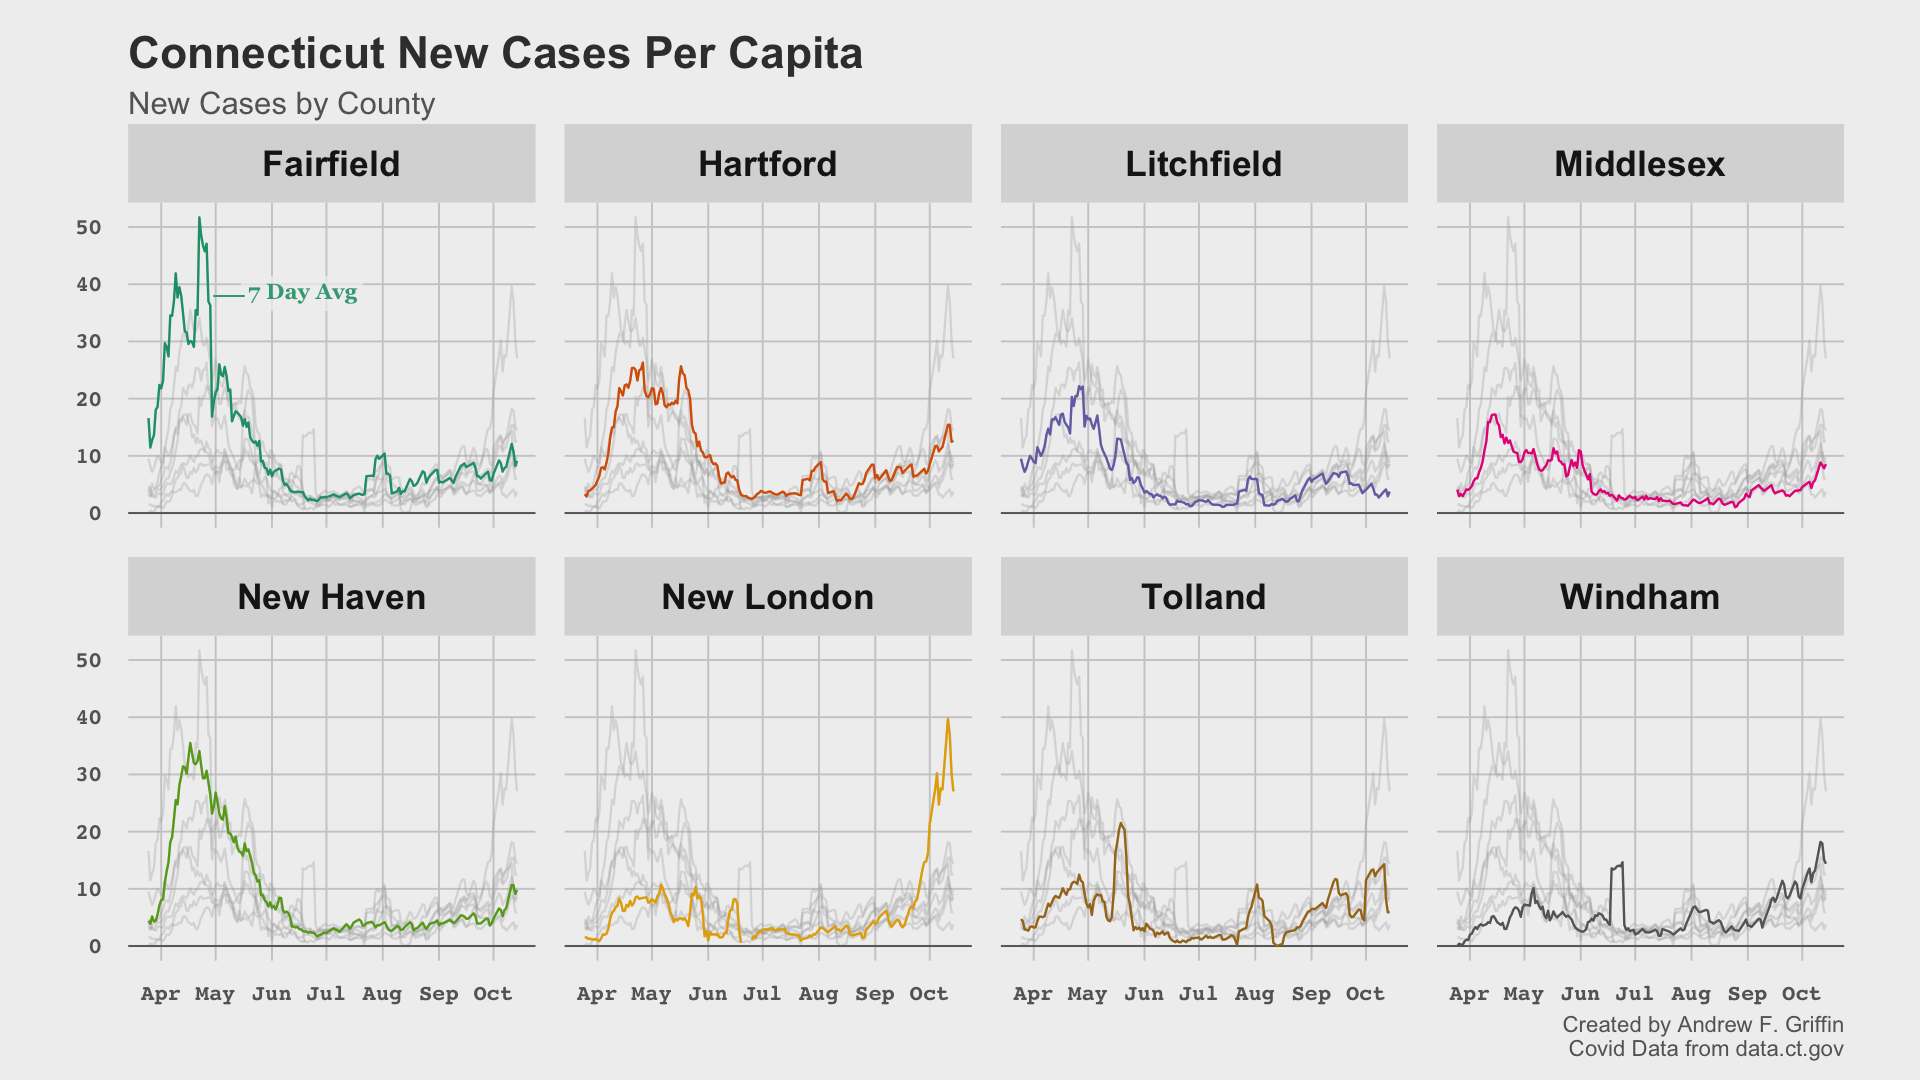 Connecticut New Cases Per Capita
New Cases by County
Fairfield
Hartford
Litchfield
Middlesex
50
40
30
20
10
0
7 Day Avg
New Haven
New London
Tolland
Windham
50
40
30
20
10
0
Apr May Jun Jul Aug Sep Oct
Apr May Jun Jul Aug Sep Oct
Apr May Jun Jul Aug Sep Oct
Apr May Jun Jul Aug Sep Oct
Created by Andrew F. Griffin
Covid Data from data.ct.gov